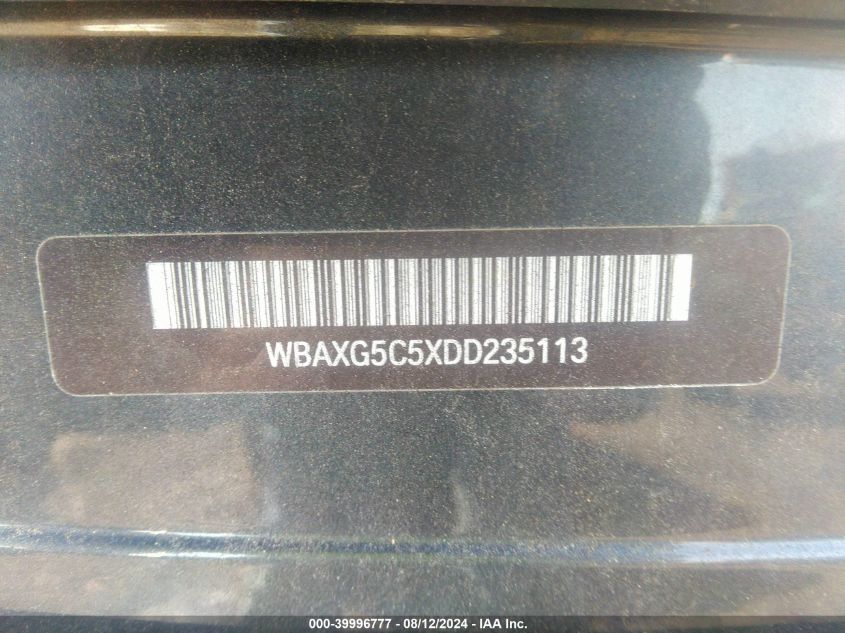 WBAXG5C5XDD235113
000-39996777 - 08/12/2024 - IAA Inc.